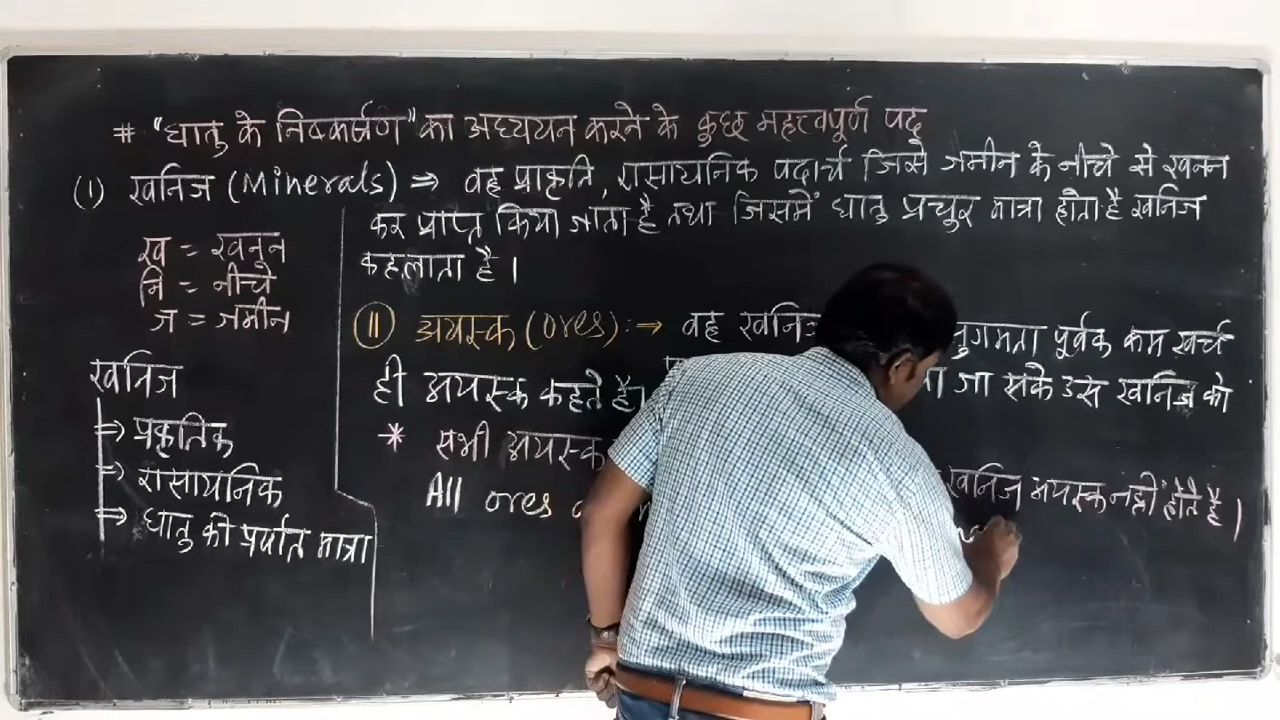 # "धातु के निष्कर्षण" का अध्ययन करने के कुछ महत्त्वपूर्ण पद
(I) खनिज (Minerals) ⇒ वह प्राकृति, रासायनिक पदार्थ जिसे जमीन के नीचे से खनन
कर प्राप्त किया जाता है तथा जिसमें धातु प्रचुर मात्रा होता है खनिज
कहलाता है।
ख = खनन
नि = नीचे
ज = जमीन
खनिज
⇒ प्रकृतिक
⇒ रासायनिक
⇒ धातु की पर्याप्त मात्रा
(II) अयस्क (ores) :→ वह खनिज सुगमता पूर्वक कम खर्च
जा सके उस खनिज को
ही अयस्क कहते हैं।
* सभी अयस्क खनिज अयस्क नहीं होते है।
All ores